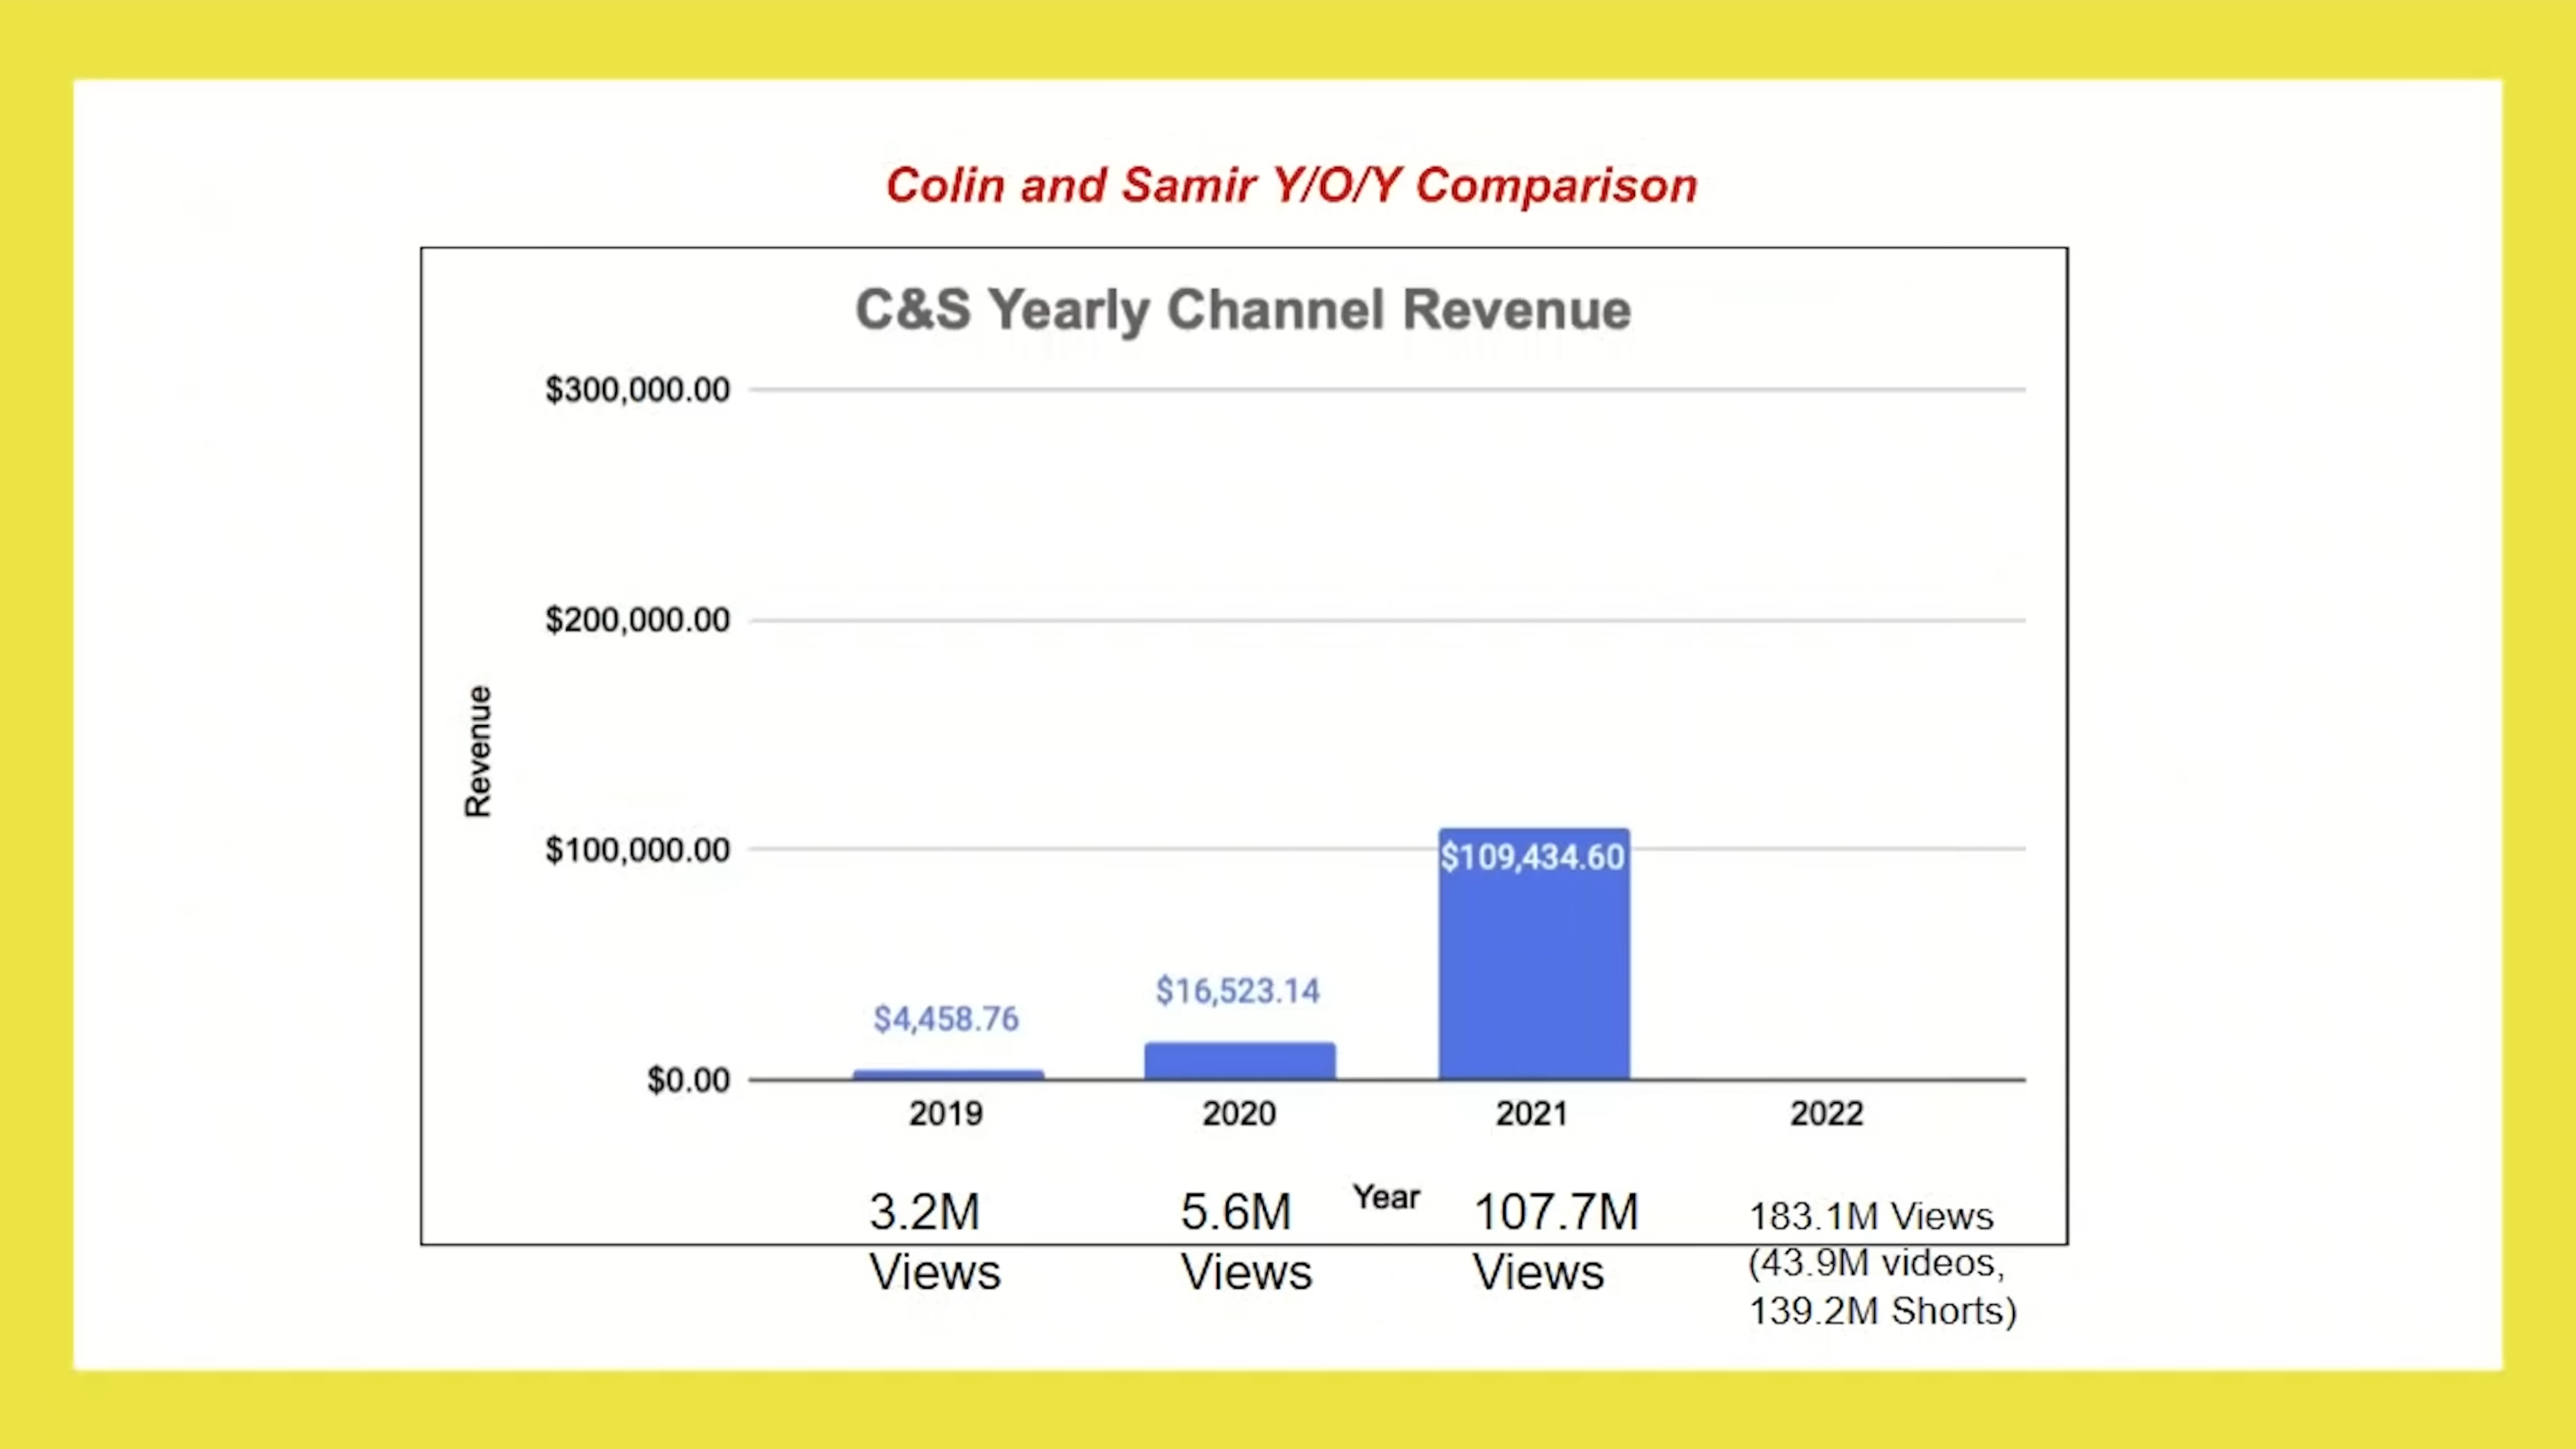 Colin and Samir Y/O/Y Comparison
C&S Yearly Channel Revenue
$300,000.00
$200,000.00
Revenue
$100,000.00
$109,434.60
$16,523.14
$4,458.76
$0.00
2019
2020
2021
2022
Year
3.2M
Views
5.6M
Views
107.7M
Views
183.1M Views
(43.9M videos,
139.2M Shorts)